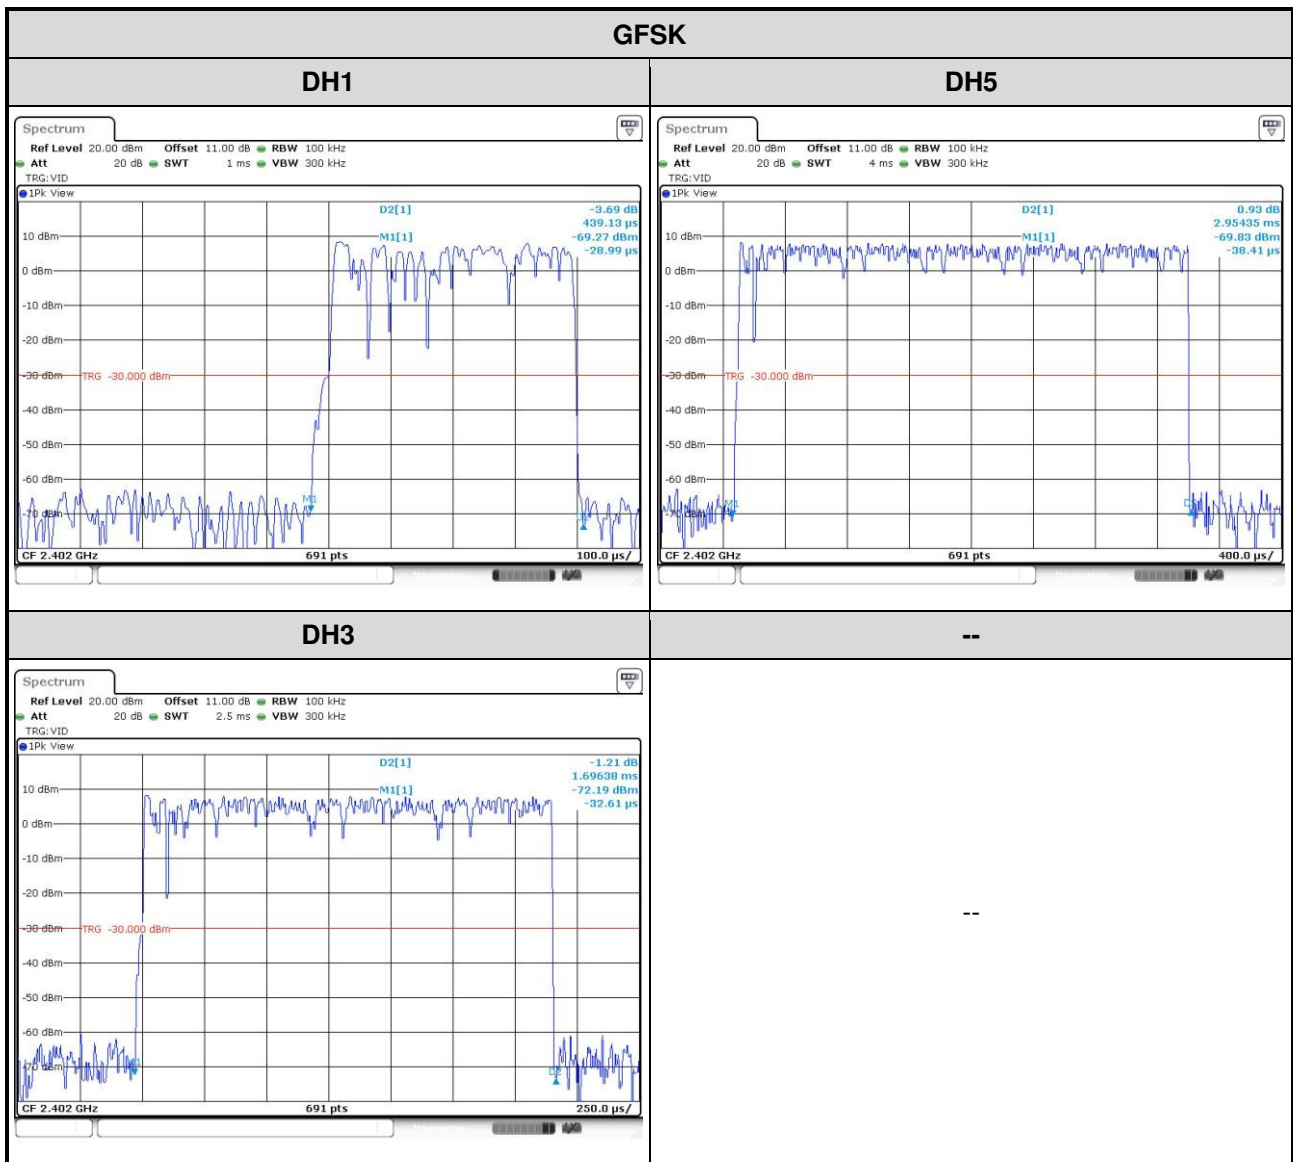 GFSK
DH1
DH5
Spectrum
Ref Level 20.00 dBm Offset 11.00 dB RBW 100 kHz
Att 20 dB SWT 1 ms VBW 300 kHz
TRG:VID
1Pk View
D2[1] -3.69 dB
439.13 µs
M1[1] -69.27 dBm
-28.99 µs
10 dBm
0 dBm
-10 dBm
-20 dBm
-30 dBm
TRG -30.000 dBm
-40 dBm
-50 dBm
-60 dBm
-70 dBm
M1
CF 2.402 GHz 691 pts 100.0 µs/
Spectrum
Ref Level 20.00 dBm Offset 11.00 dB RBW 100 kHz
Att 20 dB SWT 4 ms VBW 300 kHz
TRG:VID
1Pk View
D2[1] 0.93 dB
2.95435 ms
M1[1] -69.83 dBm
-38.41 µs
10 dBm
0 dBm
-10 dBm
-20 dBm
-30 dBm
TRG -30.000 dBm
-40 dBm
-50 dBm
-60 dBm
-70 dBm
M1
CF 2.402 GHz 691 pts 400.0 µs/
DH3
--
Spectrum
Ref Level 20.00 dBm Offset 11.00 dB RBW 100 kHz
Att 20 dB SWT 2.5 ms VBW 300 kHz
TRG:VID
1Pk View
D2[1] -1.21 dB
1.69638 ms
M1[1] -72.19 dBm
-32.61 µs
10 dBm
0 dBm
-10 dBm
-20 dBm
-30 dBm
TRG -30.000 dBm
-40 dBm
-50 dBm
-60 dBm
-70 dBm
D2
CF 2.402 GHz 691 pts 250.0 µs/
--